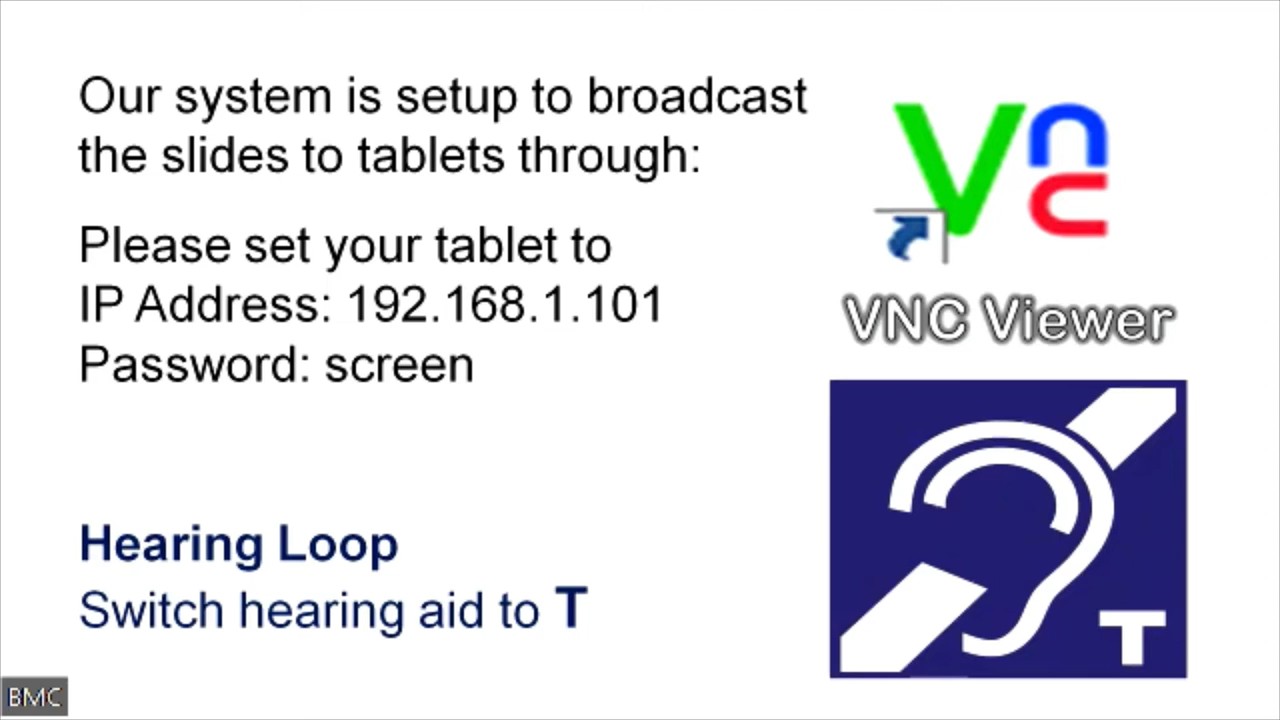 Our system is setup to broadcast
the slides to tablets through:
Please set your tablet to
IP Address: 192.168.1.101
Password: screen
VNC
VNC Viewer
Hearing Loop
Switch hearing aid to T
T
BMC